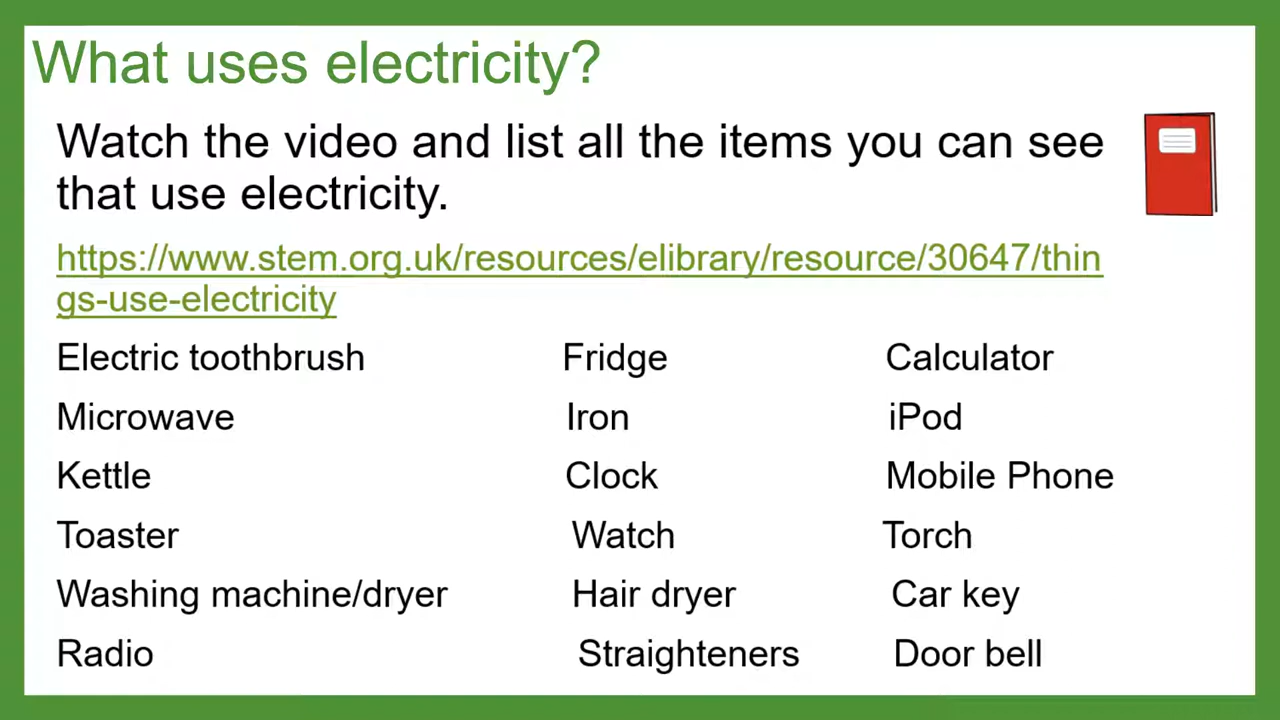 What uses electricity?
Watch the video and list all the items you can see
that use electricity.
https://www.stem.org.uk/resources/elibrary/resource/30647/thin
gs-use-electricity
Electric toothbrush Fridge Calculator
Microwave Iron iPod
Kettle Clock Mobile Phone
Toaster Watch Torch
Washing machine/dryer Hair dryer Car key
Radio Straighteners Door bell